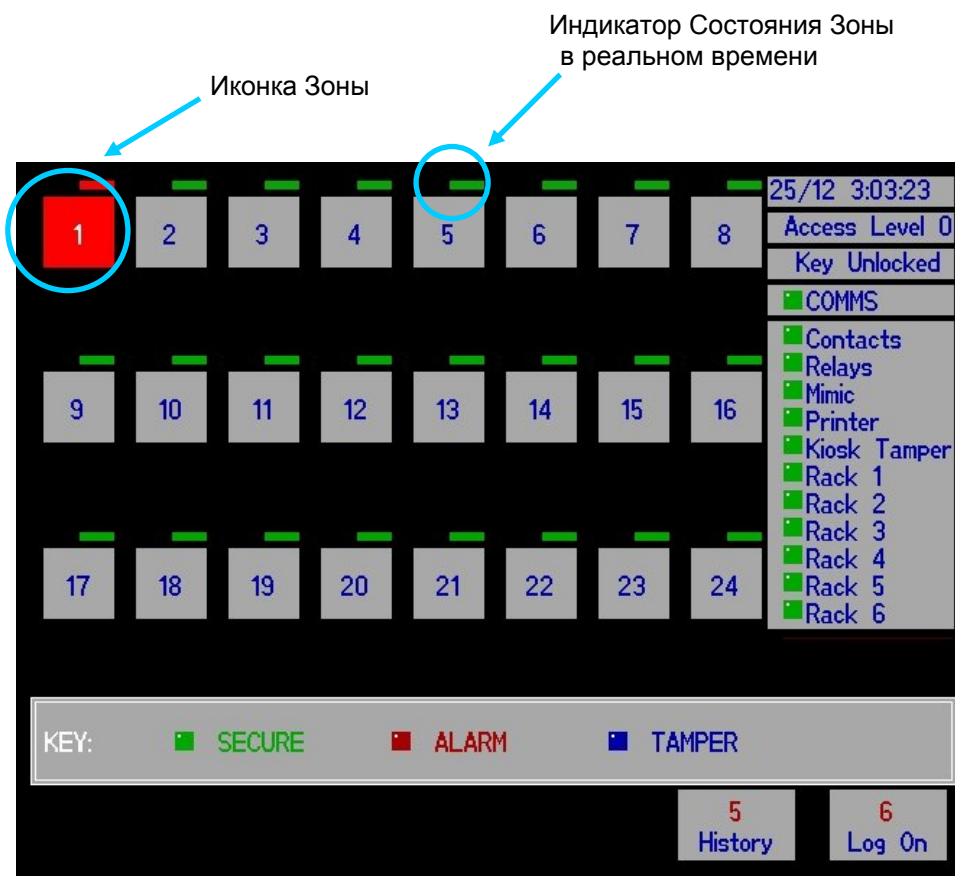 Индикатор Состояния Зоны
в реальном времени
Иконка Зоны
1 2 3 4 5 6 7 8
25/12 3:03:23
Access Level 0
Key Unlocked
COMMS
Contacts
Relays
Mimic
Printer
Kiosk Tamper
Rack 1
Rack 2
Rack 3
Rack 4
Rack 5
Rack 6
9 10 11 12 13 14 15 16
17 18 19 20 21 22 23 24
KEY: SECURE ALARM TAMPER
5
History
6
Log On